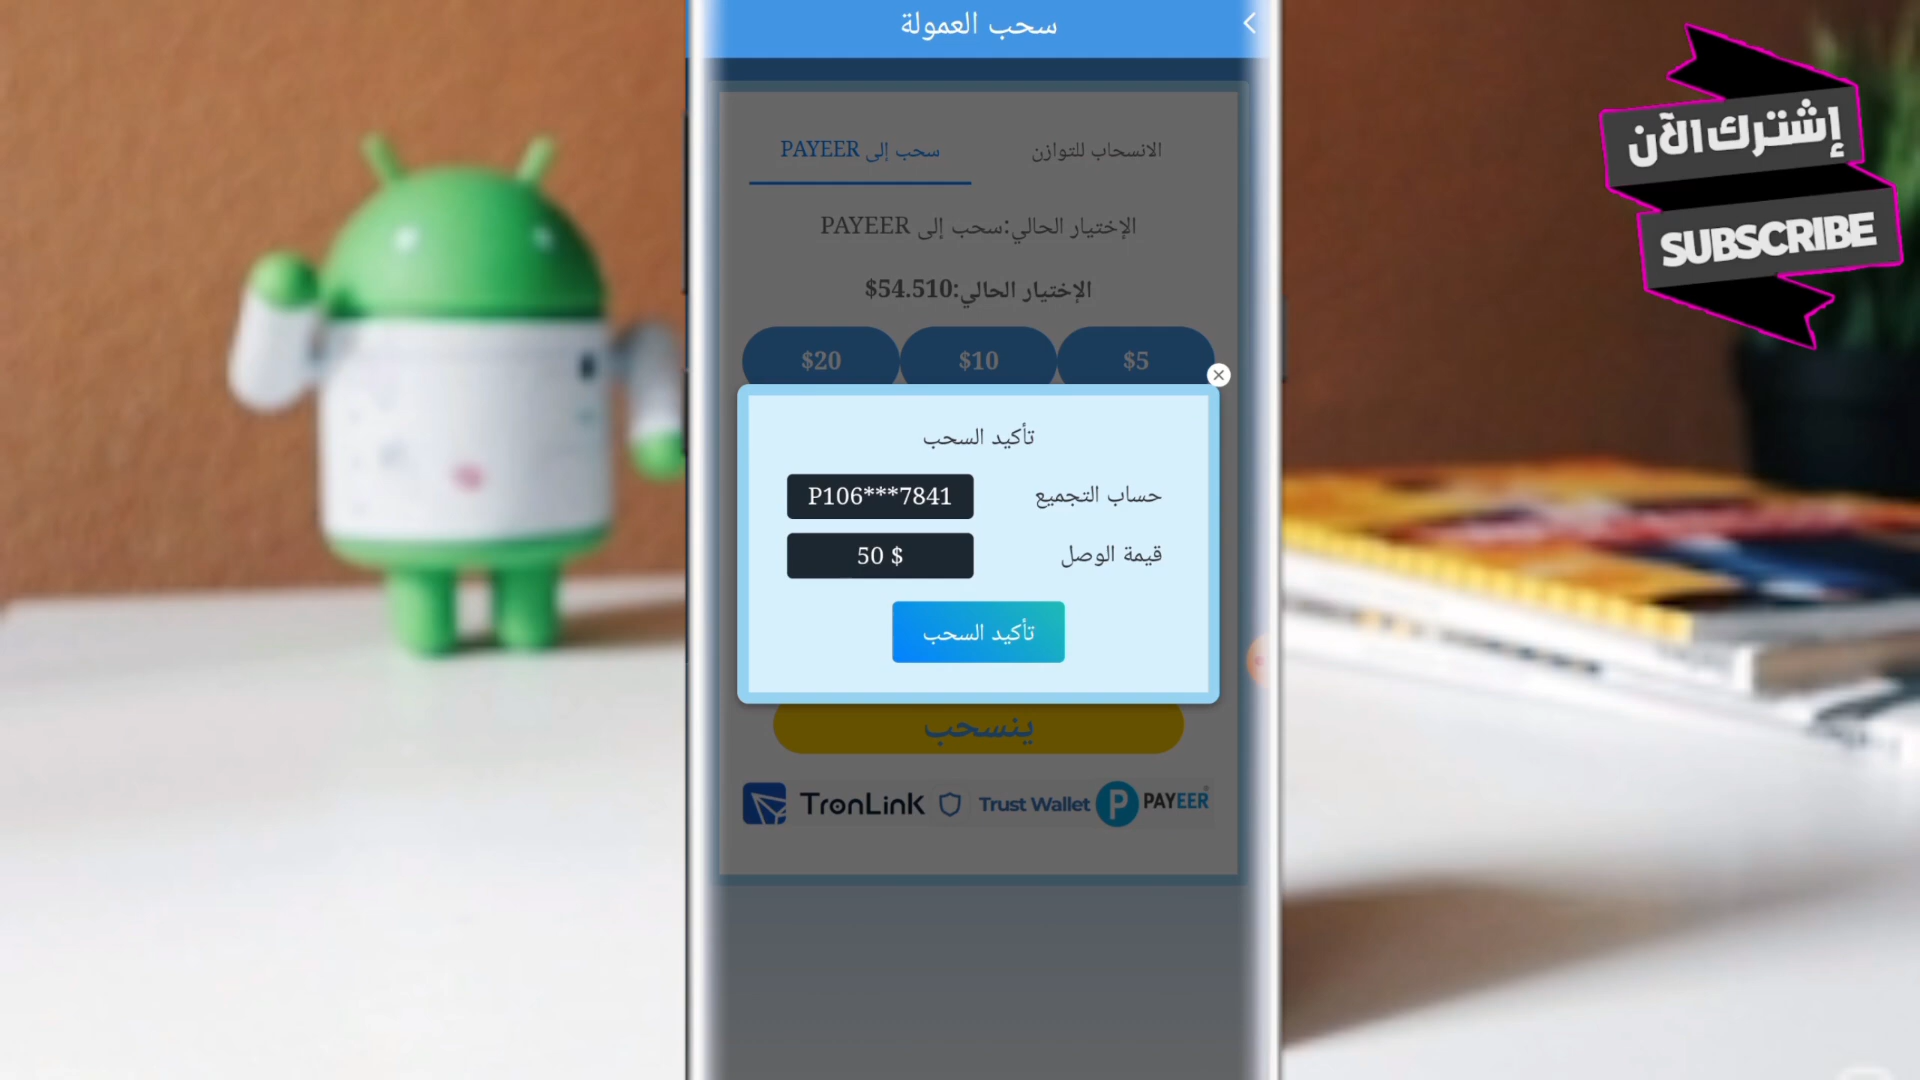 سحب العمولة
الانسحاب للتوازن
سحب إلى PAYEER
الإختيار الحالي:سحب إلى PAYEER
الإختيار الحالي:54.510$
$5
$10
$20
تأكيد السحب
حساب التجميع
P106***7841
قيمة الوصل
50 $
تأكيد السحب
ينسحب
TronLink
Trust Wallet
PAYEER
إشترك الآن
SUBSCRIBE